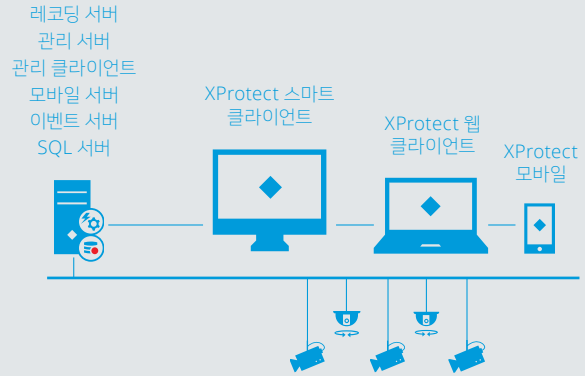 레코딩 서버
관리 서버
관리 클라이언트
모바일 서버
이벤트 서버
SQL 서버
XProtect 스마트
클라이언트
XProtect 웹
클라이언트
XProtect
모바일